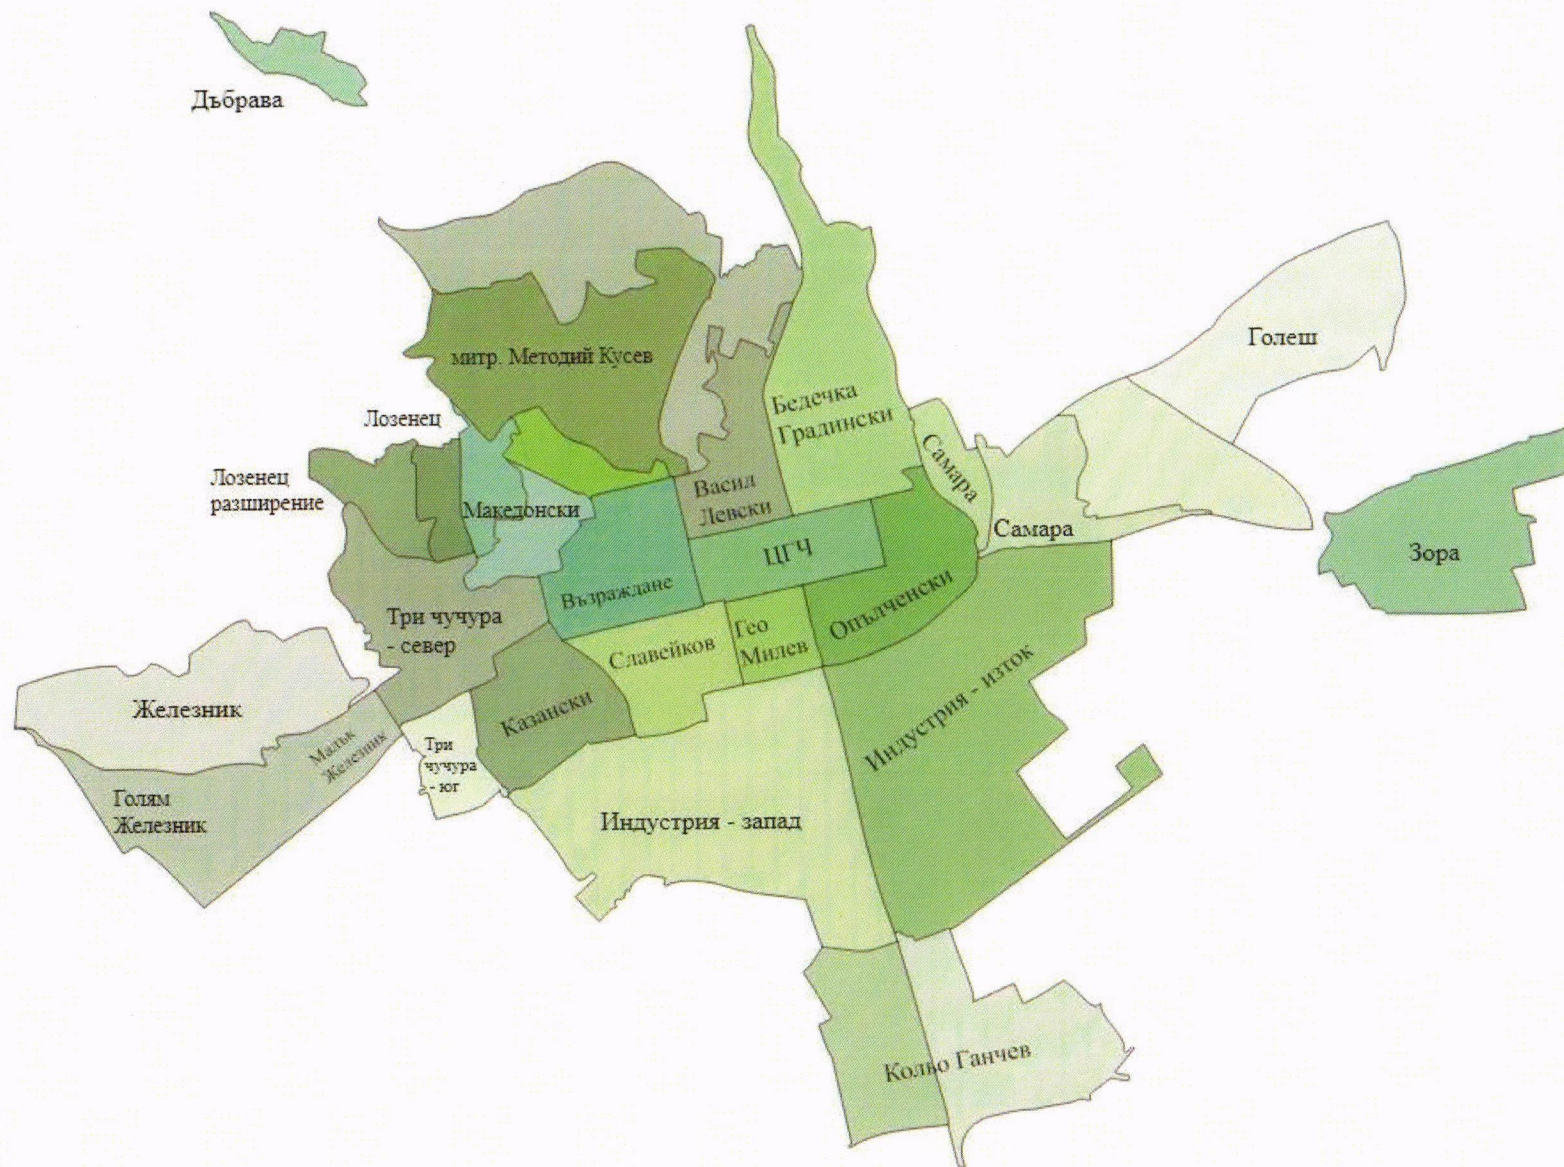 Дъбрава
митр. Методий Кусев
Голеш
Бедечка
Градински
Лозенец
Самара
Лозенец
разширение
Васил
Левски
Македонски
Самара
ЦГЧ
Зора
Възраждане
Опълченски
Три чучура
- север
Славейков
Гео
Милев
Железник
Казански
Индустрия - изток
Малък
Железник
Три
чучура
- юг
Голям
Железник
Индустрия - запад
Кольо Ганчев